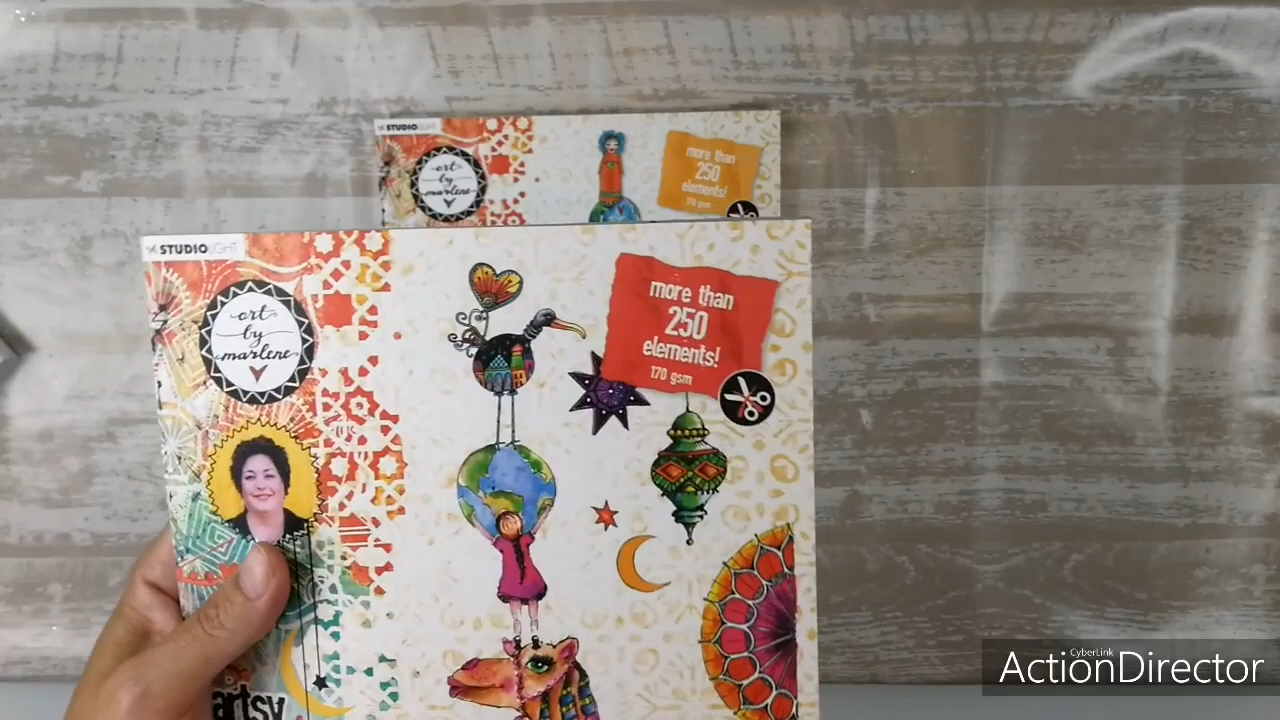 STUDIOLIGHT
art
by
marlene
more than
250
elements!
170 gsm
STUDIOLIGHT
art
by
marlene
more than
250
elements!
170 gsm
artsy
CyberLink
ActionDirector